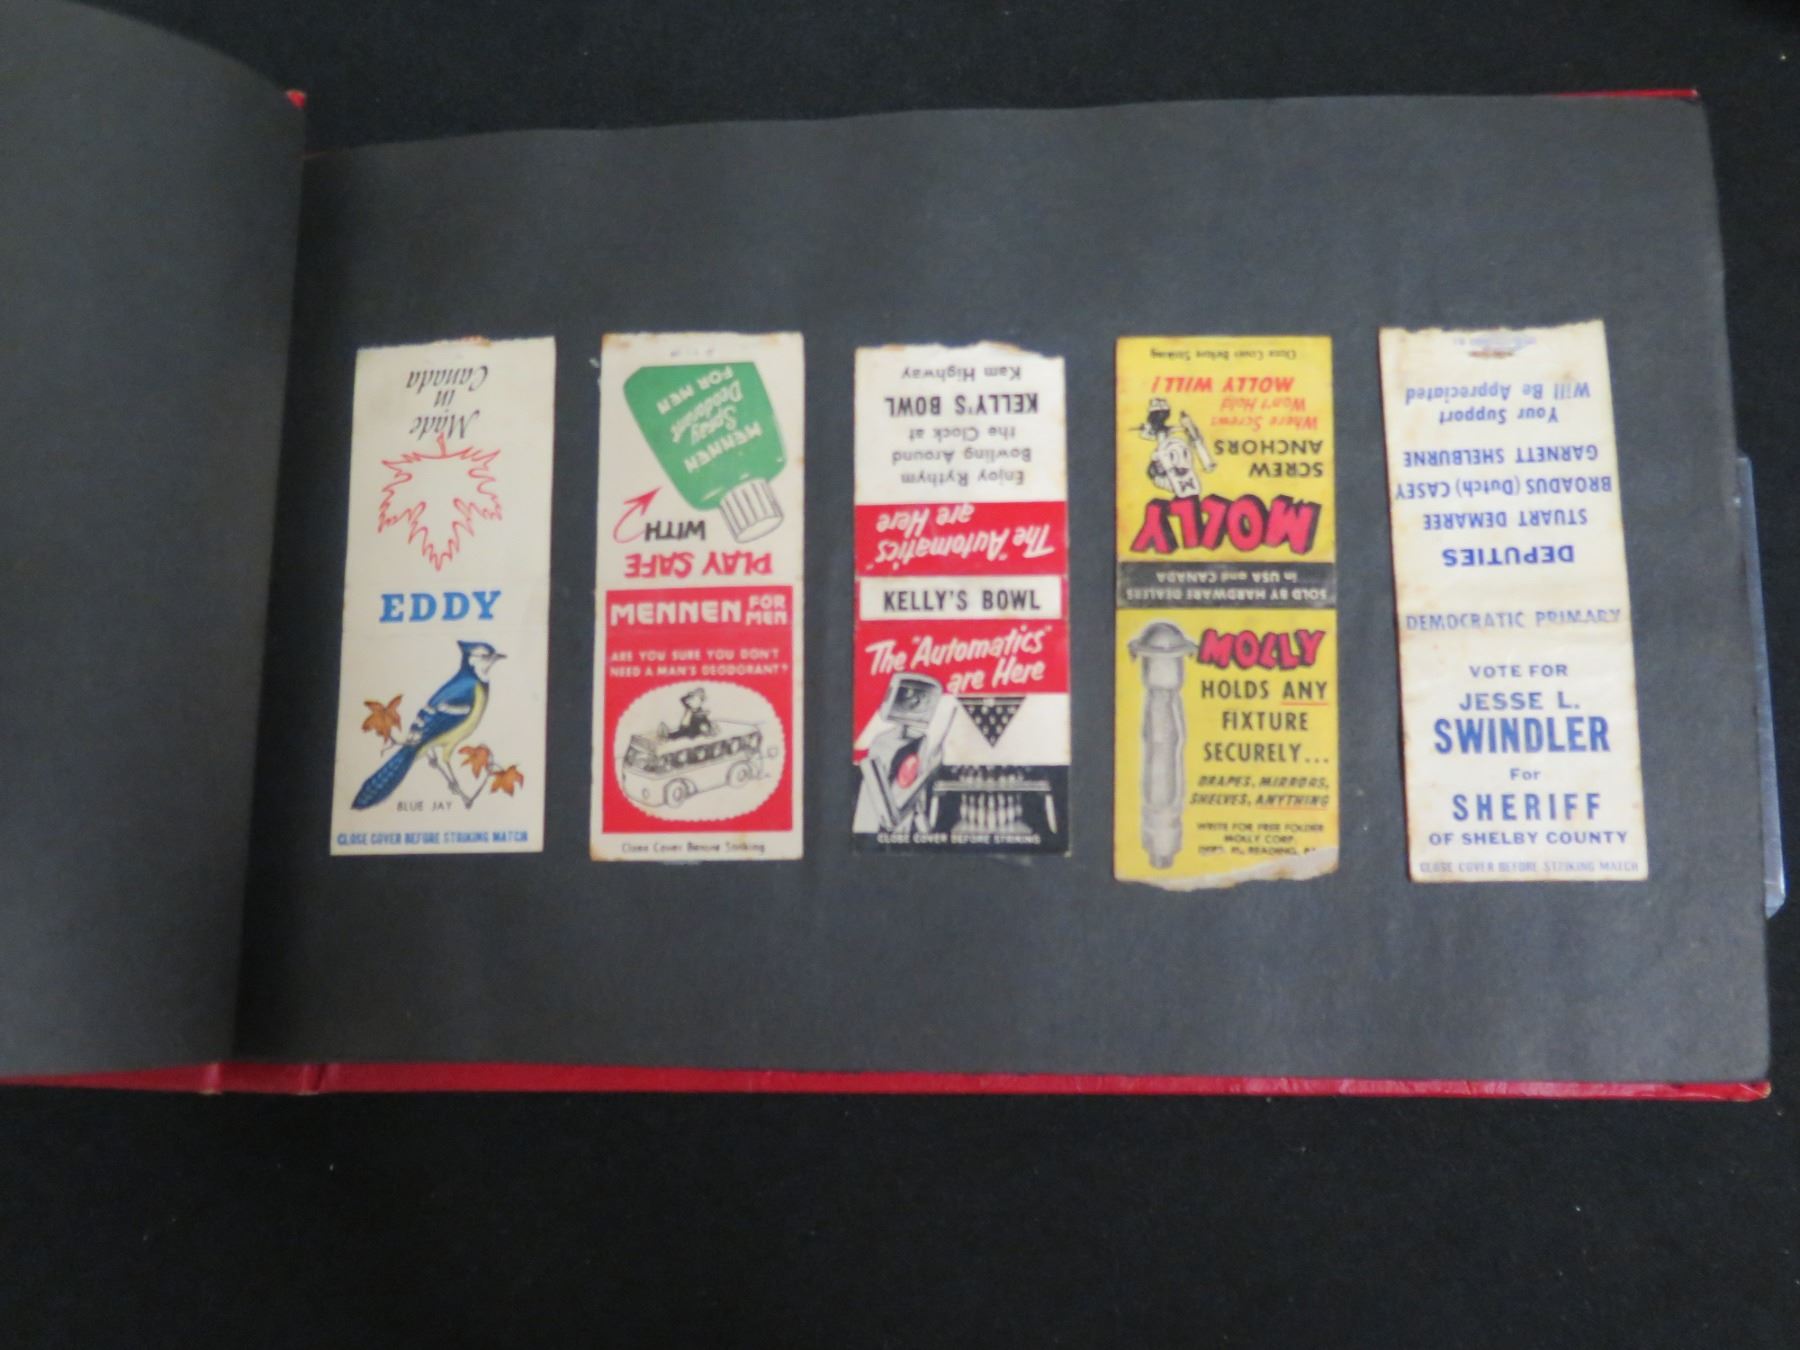 Made
in
Canada
EDDY
BLUE JAY
CLOSE COVER BEFORE STRIKING MATCH
MENNEN
Spray
Deodorant
FOR MEN
WITH
PLAY SAFE
MENNEN FOR MEN
ARE YOU SURE YOU DON'T
NEED A MAN'S DEODORANT?
Close Cover Before Striking
Kam Highway
KELLY'S BOWL
the Clock at
Bowling Around
Enjoy Rythym
The "Automatics"
are Here
KELLY'S BOWL
The "Automatics"
are Here
CLOSE COVER BEFORE STRIKING
Close Cover Before Striking
MOLLY WILL!
Won't Hold
Where Screws
ANCHORS
SCREW
M
MOLLY
SOLD BY HARDWARE DEALERS
in USA and CANADA
MOLLY
HOLDS ANY
FIXTURE
SECURELY...
DRAPES, MIRRORS,
SHELVES, ANYTHING
WRITE FOR FREE FOLDER
MOLLY CORP.
READING, PA.
Your Support
Will Be Appreciated
GARNETT SHELBURNE
BROADUS (Dutch) CASEY
STUART DEMAREE
DEPUTIES
DEMOCRATIC PRIMARY
VOTE FOR
JESSE L.
SWINDLER
For
SHERIFF
OF SHELBY COUNTY
CLOSE COVER BEFORE STRIKING MATCH